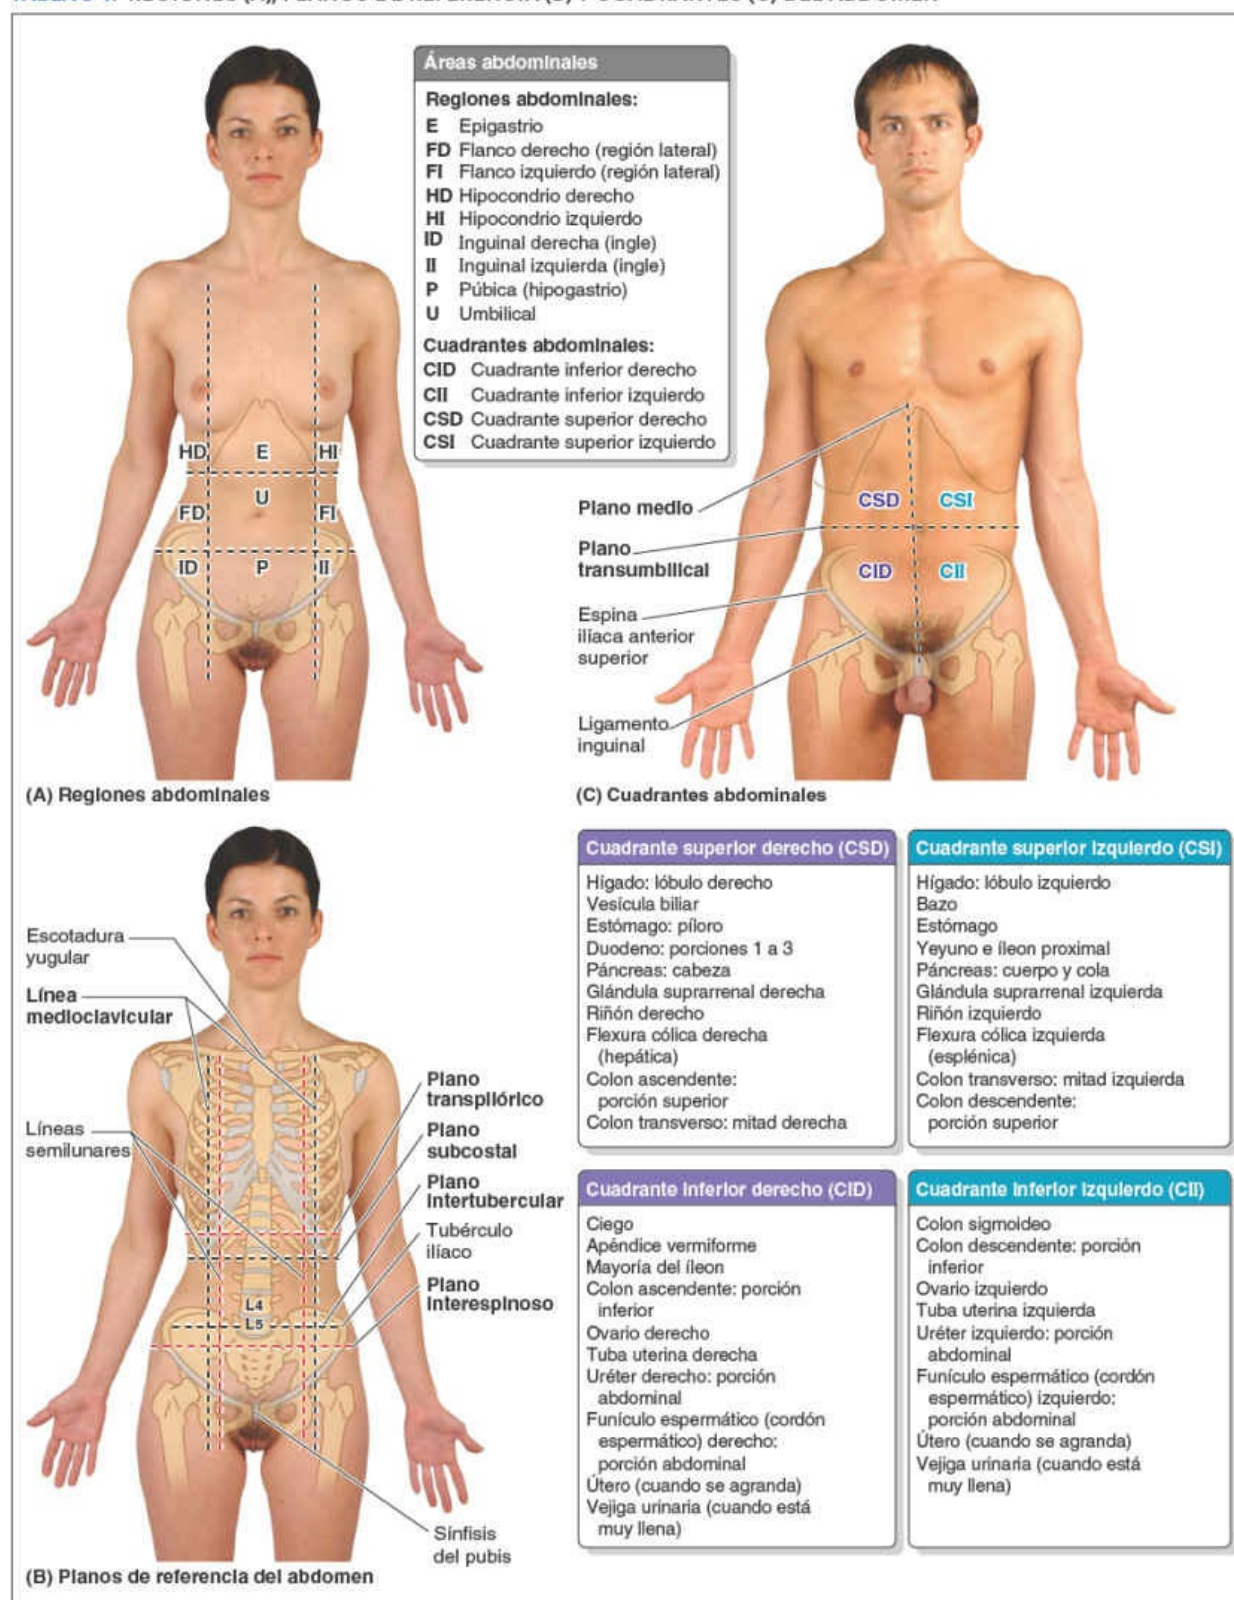 TABLERO 1. REGIONES (A), PLANOS DE REFERENCIA (B) Y CUADRANTES (C) DEL ABDOMEN
Áreas abdominales
Regiones abdominales:
E Epigastrio
FD Flanco derecho (región lateral)
FI Flanco izquierdo (región lateral)
HD Hipocondrio derecho
HI Hipocondrio izquierdo
ID Inguinal derecha (ingle)
II Inguinal izquierda (ingle)
P Púbica (hipogastrio)
U Umbilical
Cuadrantes abdominales:
CID Cuadrante inferior derecho
CII Cuadrante inferior izquierdo
CSD Cuadrante superior derecho
CSI Cuadrante superior izquierdo
HD E HI
U
FD FI
ID P II
(A) Regiones abdominales
CSD CSI
Plano medio
Plano
transumbilical
CID CII
Espina
ilíaca anterior
superior
Ligamento
inguinal
(C) Cuadrantes abdominales
Escotadura
yugular
Línea
medioclavicular
Líneas
semilunares
Plano
transpilórico
Plano
subcostal
Plano
intertubercular
Tubérculo
ilíaco
Plano
interespinoso
L4
L5
Sínfisis
del pubis
(B) Planos de referencia del abdomen
Cuadrante superior derecho (CSD)
Hígado: lóbulo derecho
Vesícula biliar
Estómago: píloro
Duodeno: porciones 1 a 3
Páncreas: cabeza
Glándula suprarrenal derecha
Riñón derecho
Flexura cólica derecha
(hepática)
Colon ascendente:
porción superior
Colon transverso: mitad derecha
Cuadrante superior izquierdo (CSI)
Hígado: lóbulo izquierdo
Bazo
Estómago
Yeyuno e íleon proximal
Páncreas: cuerpo y cola
Glándula suprarrenal izquierda
Riñón izquierdo
Flexura cólica izquierda
(esplénica)
Colon transverso: mitad izquierda
Colon descendente:
porción superior
Cuadrante inferior derecho (CID)
Ciego
Apéndice vermiforme
Mayoría del íleon
Colon ascendente: porción
inferior
Ovario derecho
Tuba uterina derecha
Uréter derecho: porción
abdominal
Funículo espermático (cordón
espermático) derecho:
porción abdominal
Útero (cuando se agranda)
Vejiga urinaria (cuando está
muy llena)
Cuadrante inferior izquierdo (CII)
Colon sigmoideo
Colon descendente: porción
inferior
Ovario izquierdo
Tuba uterina izquierda
Uréter izquierdo: porción
abdominal
Funículo espermático (cordón
espermático) izquierdo:
porción abdominal
Útero (cuando se agranda)
Vejiga urinaria (cuando está
muy llena)